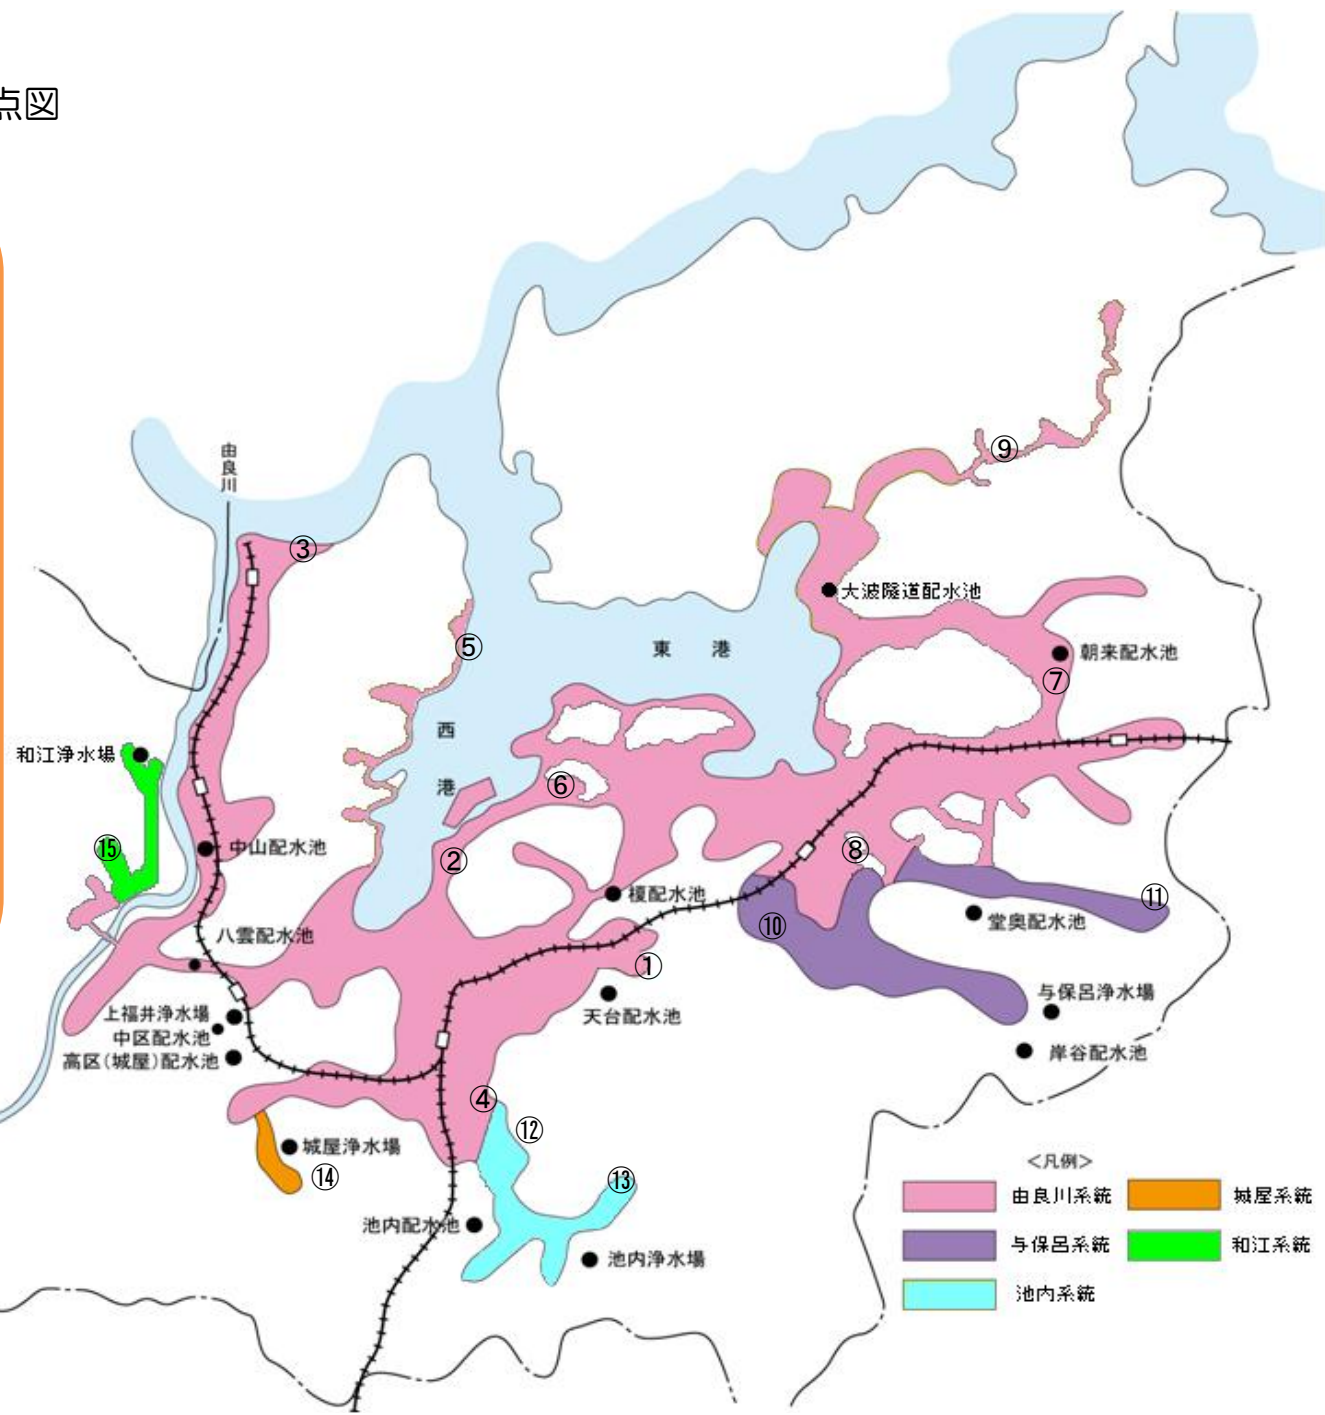 点図
由良川
③
⑨
大波隧道配水池
東 港
朝来配水池
⑤
⑦
西港
和江浄水場
⑥
⑮
中山配水池
②
⑧
榎配水池
⑪
堂奥配水池
⑩
八雲配水池
①
与保呂浄水場
天台配水池
上福井浄水場
中区配水池
岸谷配水池
高区(城屋)配水池
④
⑫
城屋浄水場
⑭
⑬
池内配水池
池内浄水場
<凡例>
由良川系統
城屋系統
与保呂系統
和江系統
池内系統